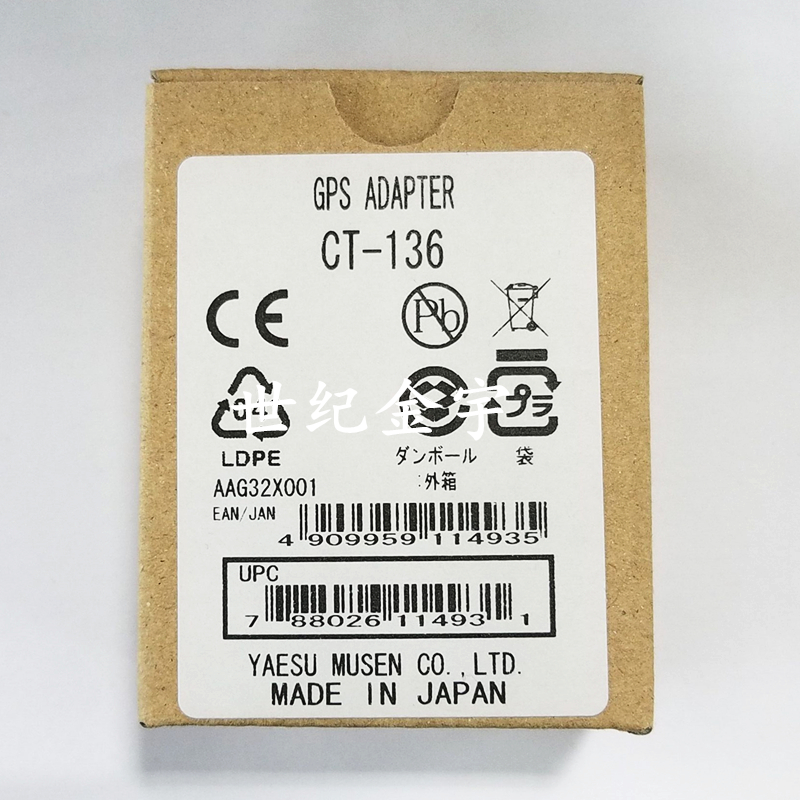 GPS ADAPTER
CT-136
CE
Pb
世纪金宇
プラ
LDPE
ダンボール
:外箱
袋
AAG32X001
EAN/JAN
4 909959 114935
UPC
7 88026 11493 1
YAESU MUSEN CO.,LTD.
MADE IN JAPAN